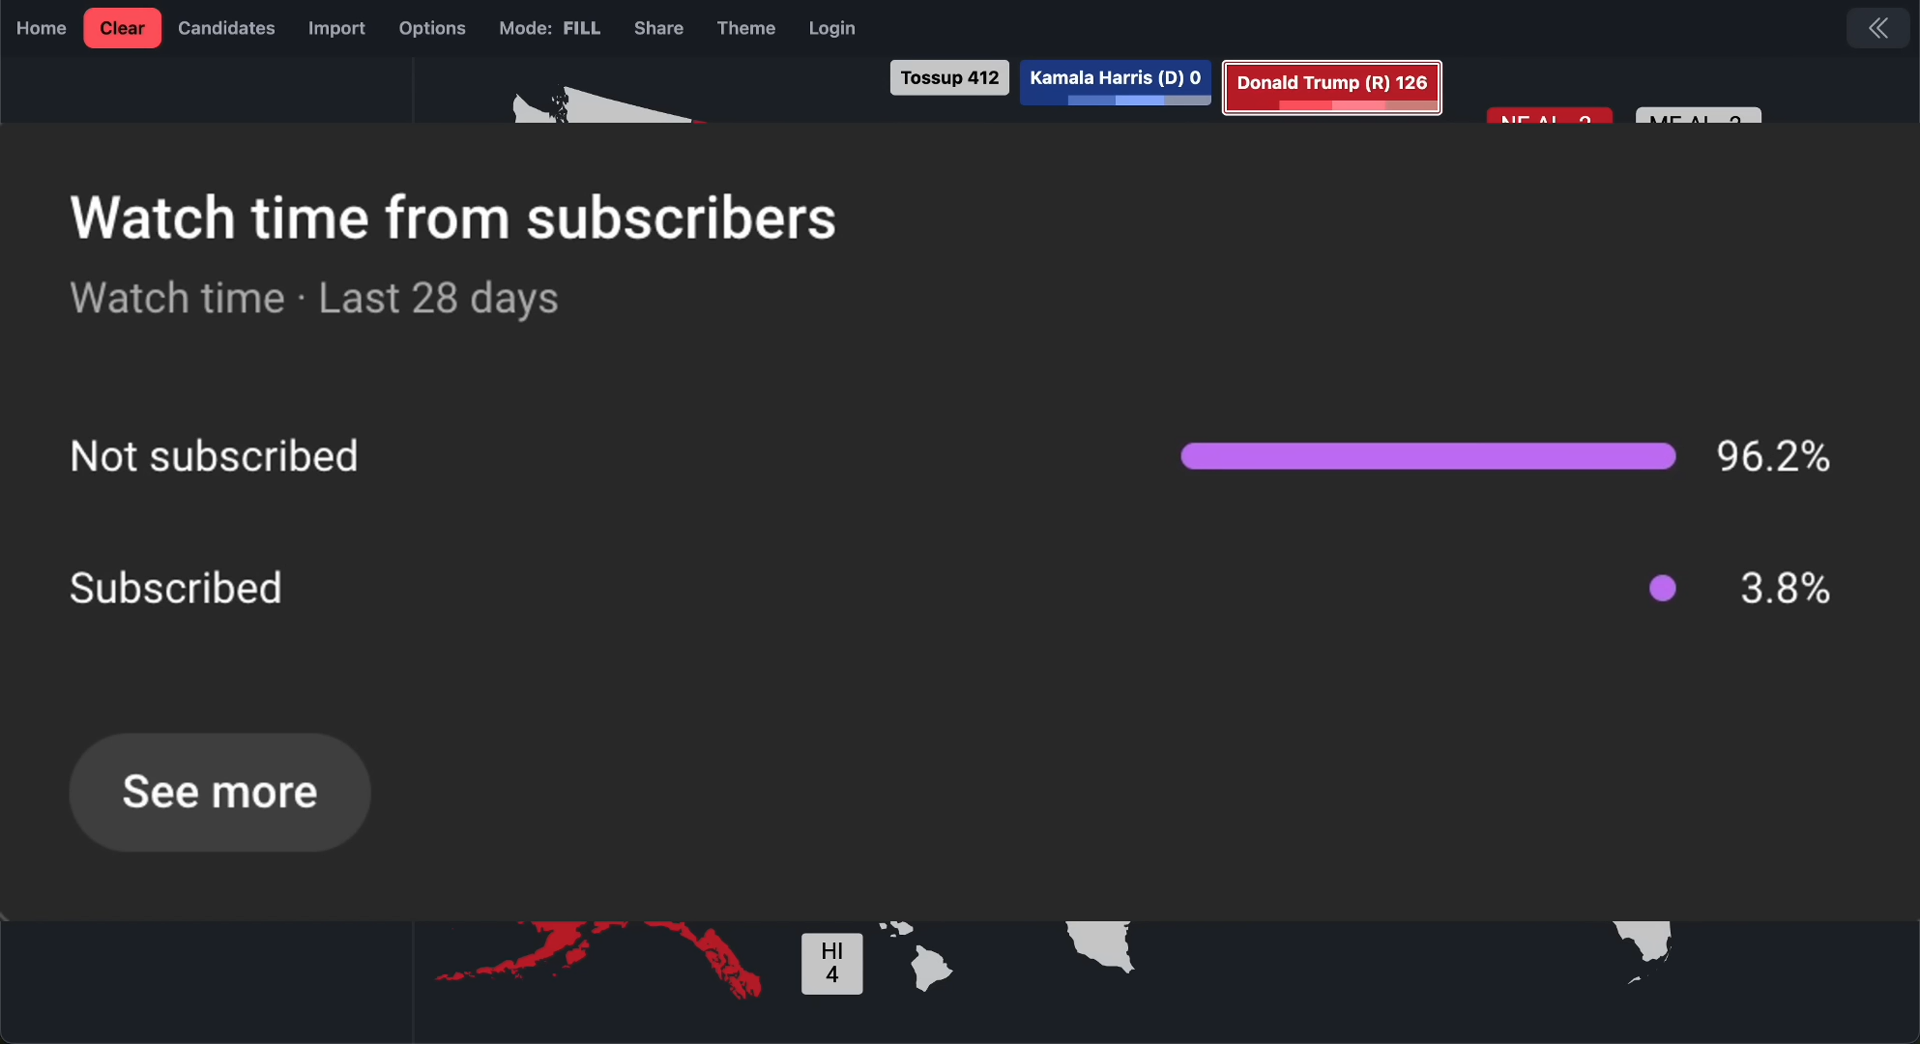 Home Clear Candidates Import Options Mode: FILL Share Theme Login
Tossup 412 Kamala Harris (D) 0 Donald Trump (R) 126
Watch time from subscribers
Watch time · Last 28 days
Not subscribed 96.2%
Subscribed 3.8%
See more
HI
4